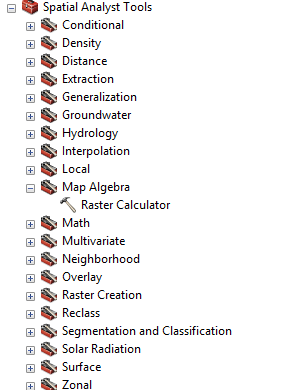 Spatial Analyst Tools
Conditional
Density
Distance
Extraction
Generalization
Groundwater
Hydrology
Interpolation
Local
Map Algebra
Raster Calculator
Math
Multivariate
Neighborhood
Overlay
Raster Creation
Reclass
Segmentation and Classification
Solar Radiation
Surface
Zonal